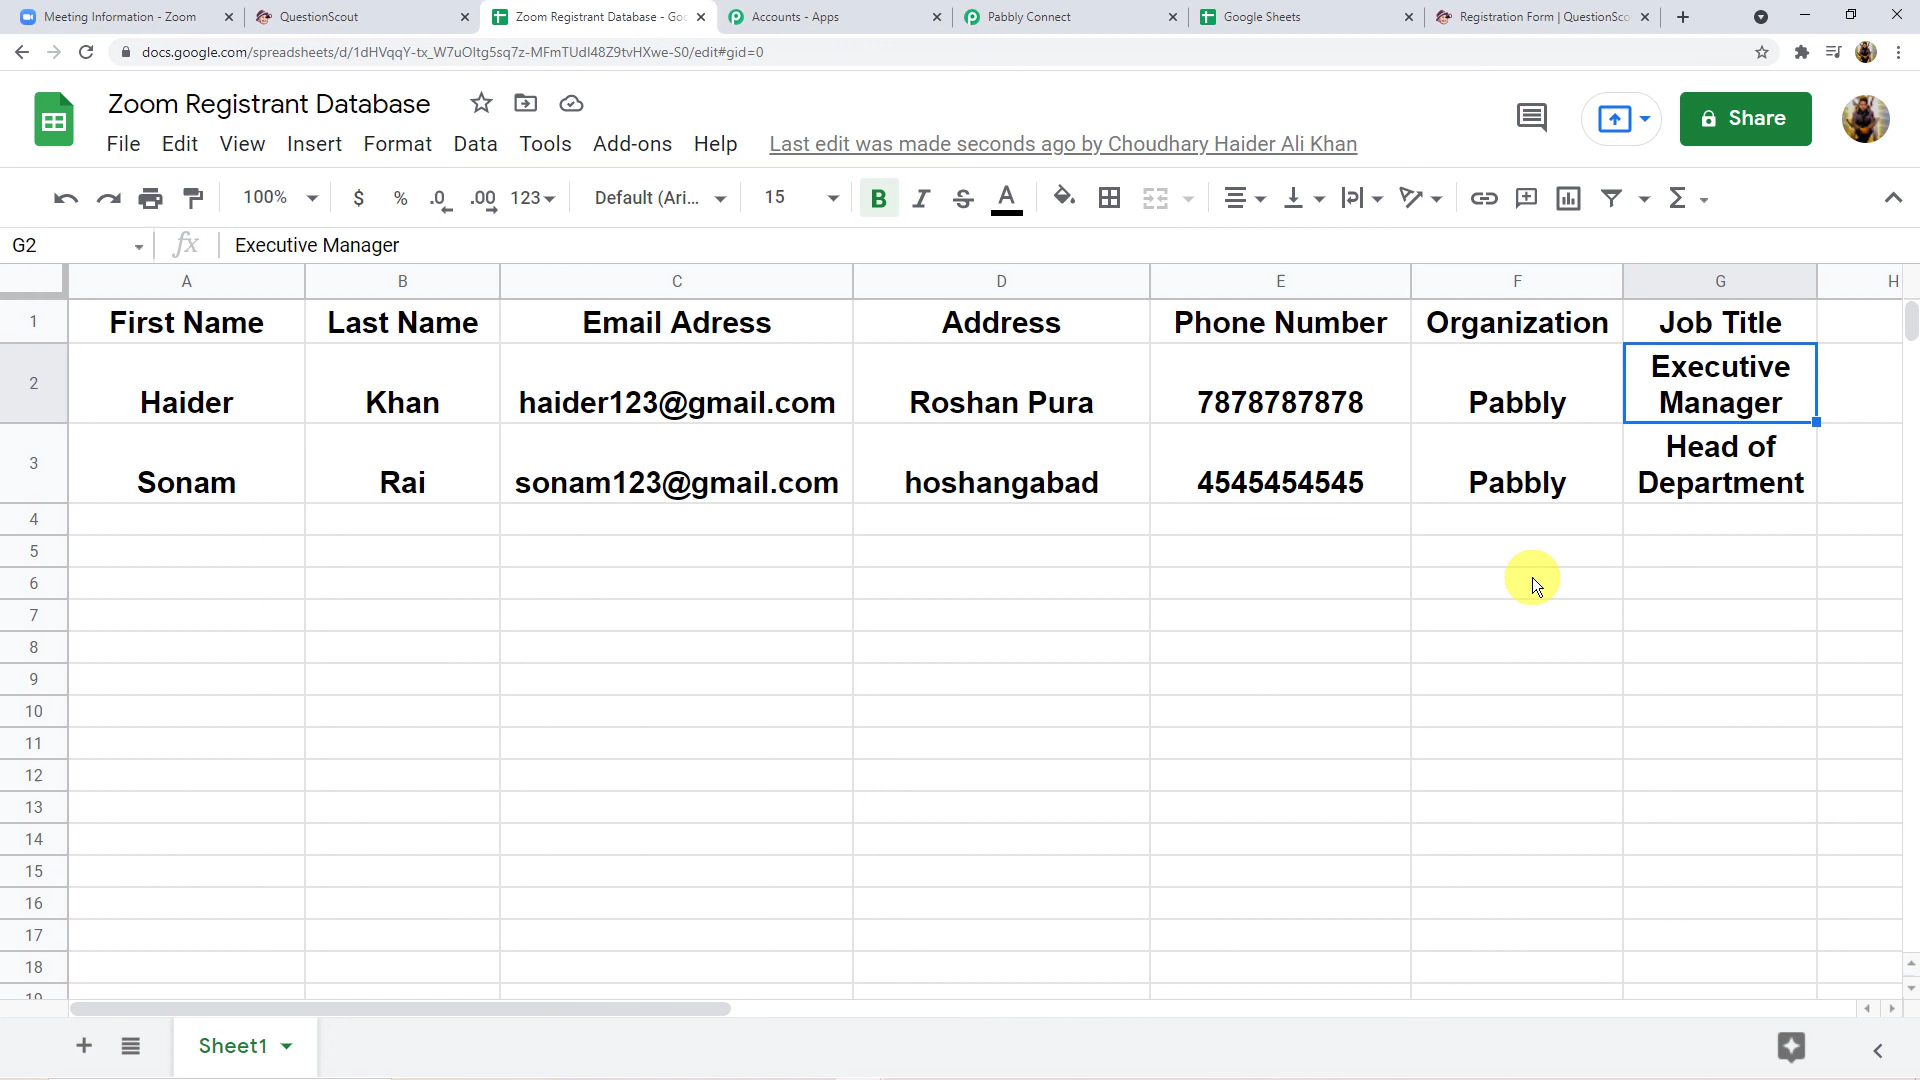 Meeting Information - Zoom
QuestionScout
Zoom Registrant Database - Goo
Accounts - Apps
Pabbly Connect
Google Sheets
Registration Form | QuestionSco
docs.google.com/spreadsheets/d/1dHVqqY-tx_W7uOItg5sq7z-MFmTUdl48Z9tvHXwe-S0/edit#gid=0
Zoom Registrant Database
Share
File Edit View Insert Format Data Tools Add-ons Help Last edit was made seconds ago by Choudhary Haider Ali Khan
100% $ % .0 .00 123 Default (Ari... 15 B I S A
G2 fx Executive Manager
A B C D E F G H
1 First Name Last Name Email Adress Address Phone Number Organization Job Title
2 Haider Khan haider123@gmail.com Roshan Pura 7878787878 Pabbly Executive
Manager
3 Sonam Rai sonam123@gmail.com hoshangabad 4545454545 Pabbly Head of
Department
4
5
6
7
8
9
10
11
12
13
14
15
16
17
18
19
Sheet1